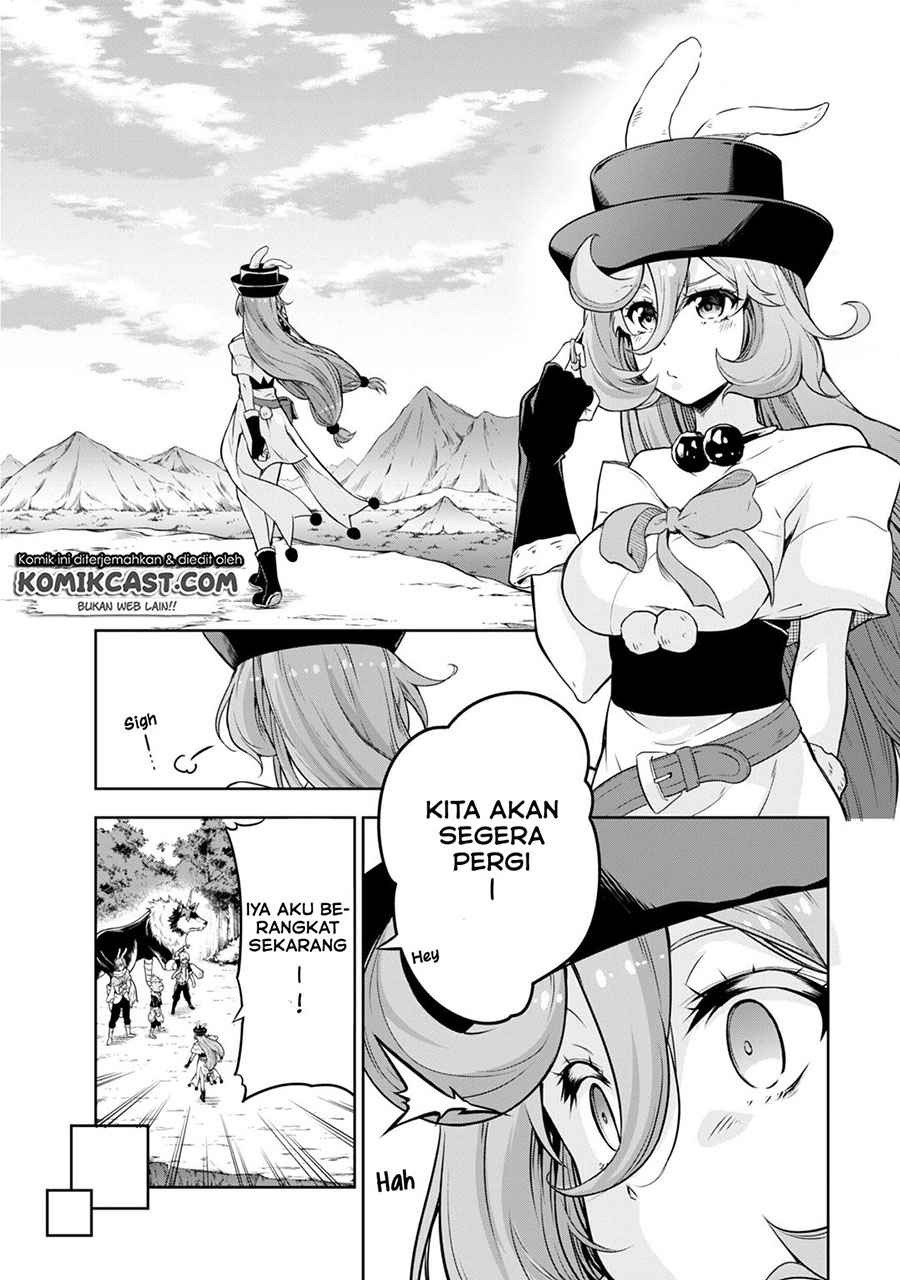 Komik ini diterjemahkan & diedit oleh
KOMIKCAST.COM
BUKAN WEB LAIN!!
Sigh
...
KITA AKAN
SEGERA
PERGI
Hey
Hah
IYA AKU BE-
RANGKAT
SEKARANG
!